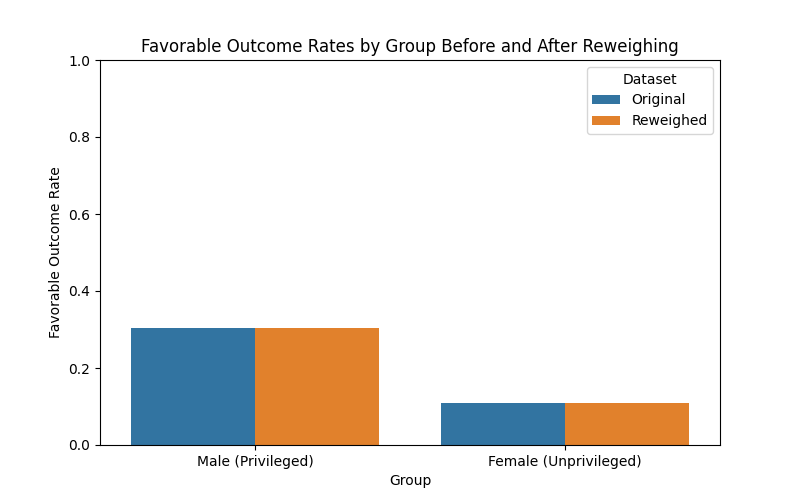 Favorable Outcome Rates by Group Before and After Reweighing
Dataset
Original
Reweighed
1.0
0.8
0.6
0.4
0.2
0.0
Favorable Outcome Rate
Male (Privileged)
Female (Unprivileged)
Group